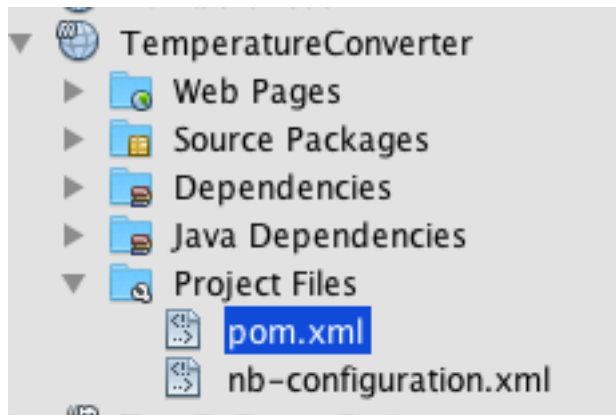 TemperatureConverter
Web Pages
Source Packages
Dependencies
Java Dependencies
Project Files
pom.xml
nb-configuration.xml